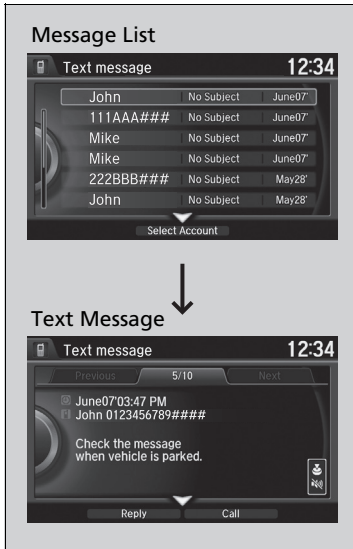 Message List
Text message 12:34
John No Subject June07'
111AAA### No Subject June07'
Mike No Subject June07'
Mike No Subject June07'
222BBB### No Subject May28'
John No Subject May28'
Select Account
Text Message
Text message 12:34
Previous 5/10 Next
June07'03:47 PM
John 0123456789####
Check the message
when vehicle is parked.
Reply Call